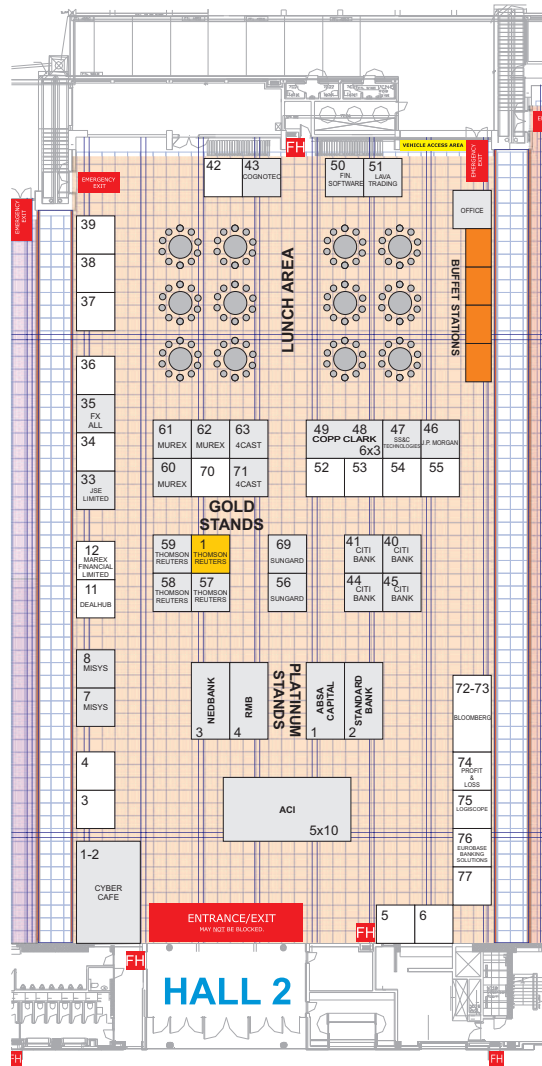 FH
VEHICLE ACCESS AREA
EMERGENCY
EXIT
EMERGENCY
EXIT
EMERGENCY
EXIT
42
43
COGNOTEC
50
FIN.
SOFTWARE
51
LAVA
TRADING
OFFICE
39
38
37
LUNCH AREA
BUFFET STATIONS
36
35
FX
ALL
34
33
JSE
LIMITED
61
MUREX
62
MUREX
63
4CAST
60
MUREX
70
71
4CAST
49
48
COPP CLARK
6x3
47
SS&C
TECHNOLOGIES
46
J.P. MORGAN
52
53
54
55
GOLD
STANDS
12
MAREX
FINANCIAL
LIMITED
11
DEALHUB
59
THOMSON
REUTERS
1
THOMSON
REUTERS
58
THOMSON
REUTERS
57
THOMSON
REUTERS
69
SUNGARD
56
SUNGARD
41
CITI
BANK
40
CITI
BANK
44
CITI
BANK
45
CITI
BANK
8
MISYS
7
MISYS
NEDBANK
3
RMB
4
PLATINUM
STANDS
ABSA
CAPITAL
1
STANDARD
BANK
2
72-73
BLOOMBERG
74
PROFIT
&
LOSS
75
LOGISCOPE
76
EUROBASE
BANKING
SOLUTIONS
77
4
3
ACI
5x10
1-2
CYBER
CAFE
ENTRANCE/EXIT
MAY NOT BE BLOCKED.
5
6
FH
FH
HALL 2
FH
FH